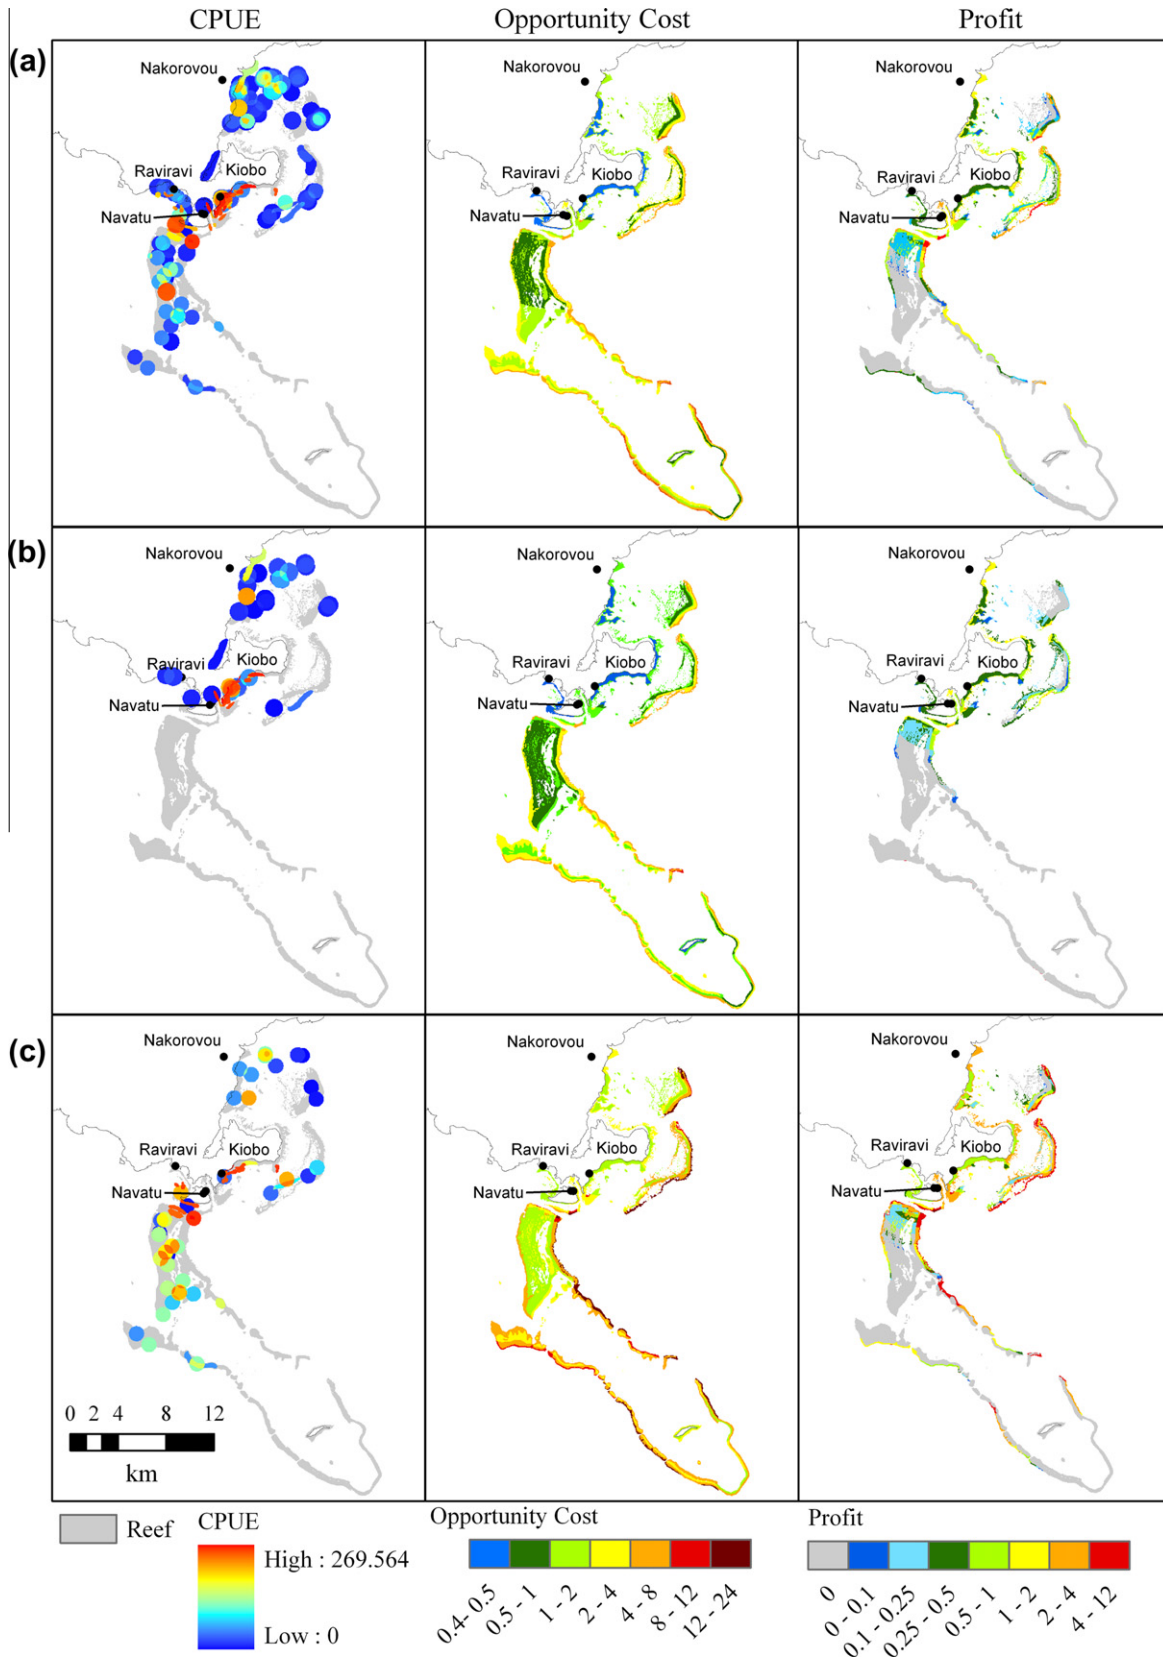 CPUE Opportunity Cost Profit
(a)
Nakorovou Nakorovou Nakorovou
Raviravi Kiobo Raviravi Kiobo Raviravi Kiobo
Navatu Navatu Navatu
(b)
Nakorovou Nakorovou Nakorovou
Raviravi Kiobo Raviravi Kiobo Raviravi Kiobo
Navatu Navatu Navatu
(c)
Nakorovou Nakorovou Nakorovou
Raviravi Kiobo Raviravi Kiobo Raviravi Kiobo
Navatu Navatu Navatu
0 2 4 8 12
km
Reef
CPUE
High : 269.564
Low : 0
Opportunity Cost
0.4 - 0.5
0.5 - 1
1 - 2
2 - 4
4 - 8
8 - 12
12 - 24
Profit
0
0 - 0.1
0.1 - 0.25
0.25 - 0.5
0.5 - 1
1 - 2
2 - 4
4 - 12